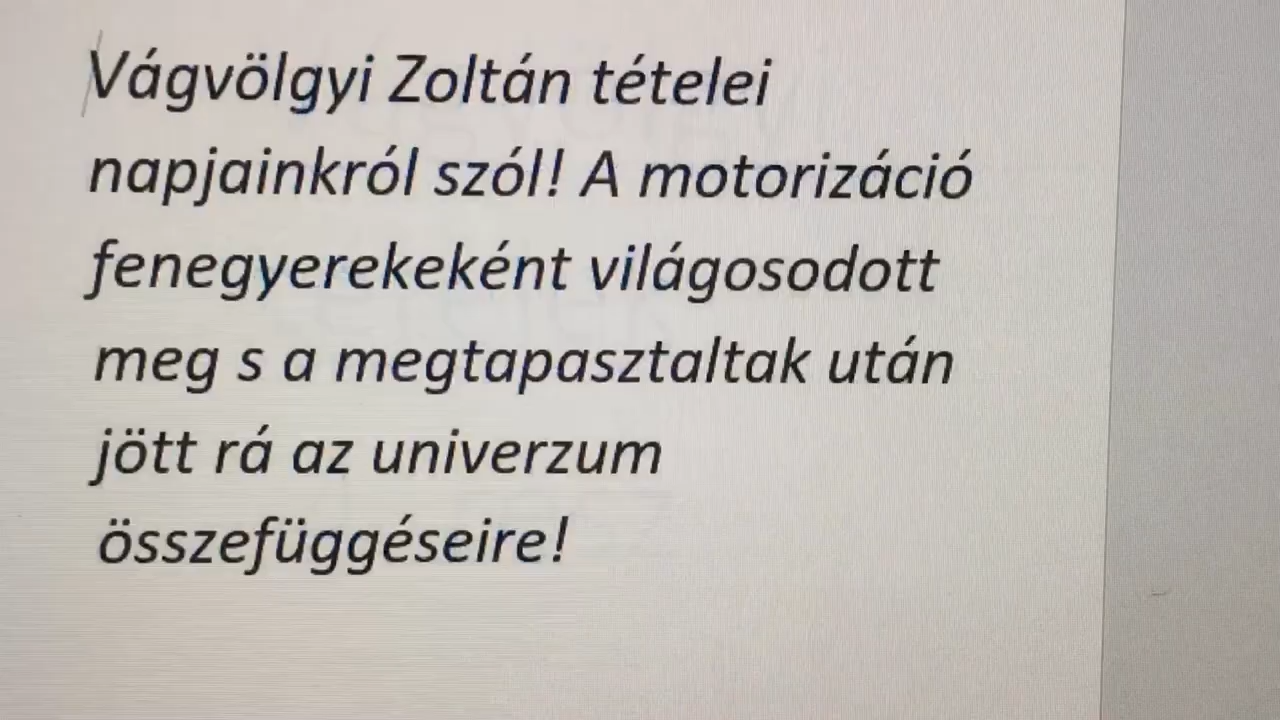 Vágvölgyi Zoltán tételei
napjainkról szól! A motorizáció
fenegyerekeként világosodott
meg s a megtapasztaltak után
jött rá az univerzum
összefüggéseire!